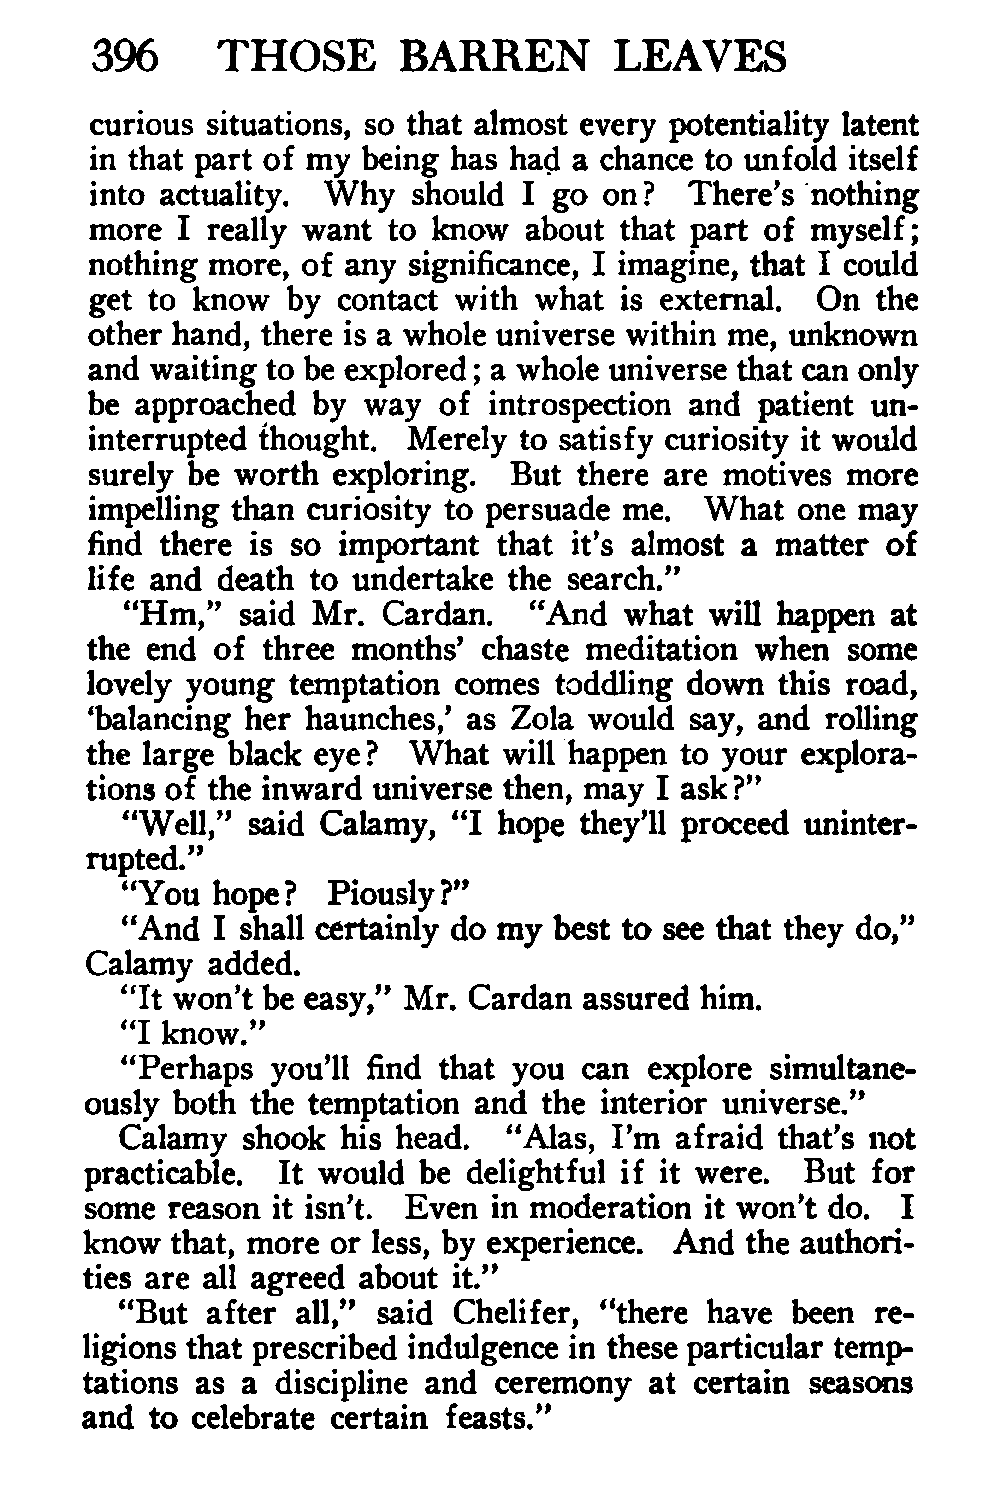 396 THOSE BARREN LEAVES
curious situations, so that almost every potentiality latent
in that part of my being has had a chance to unfold itself
into actuality. Why should I go on? There's nothing
more I really want to know about that part of myself;
nothing more, of any significance, I imagine, that I could
get to know by contact with what is external. On the
other hand, there is a whole universe within me, unknown
and waiting to be explored; a whole universe that can only
be approached by way of introspection and patient un-
interrupted thought. Merely to satisfy curiosity it would
surely be worth exploring. But there are motives more
impelling than curiosity to persuade me. What one may
find there is so important that it's almost a matter of
life and death to undertake the search."
"Hm," said Mr. Cardan. "And what will happen at
the end of three months' chaste meditation when some
lovely young temptation comes toddling down this road,
'balancing her haunches,' as Zola would say, and rolling
the large black eye? What will happen to your explora-
tions of the inward universe then, may I ask?"
"Well," said Calamy, "I hope they'll proceed uninter-
rupted."
"You hope? Piously?"
"And I shall certainly do my best to see that they do,"
Calamy added.
"It won't be easy," Mr. Cardan assured him.
"I know."
"Perhaps you'll find that you can explore simultane-
ously both the temptation and the interior universe."
Calamy shook his head. "Alas, I'm afraid that's not
practicable. It would be delightful if it were. But for
some reason it isn't. Even in moderation it won't do. I
know that, more or less, by experience. And the authori-
ties are all agreed about it."
"But after all," said Chelifer, "there have been re-
ligions that prescribed indulgence in these particular temp-
tations as a discipline and ceremony at certain seasons
and to celebrate certain feasts."